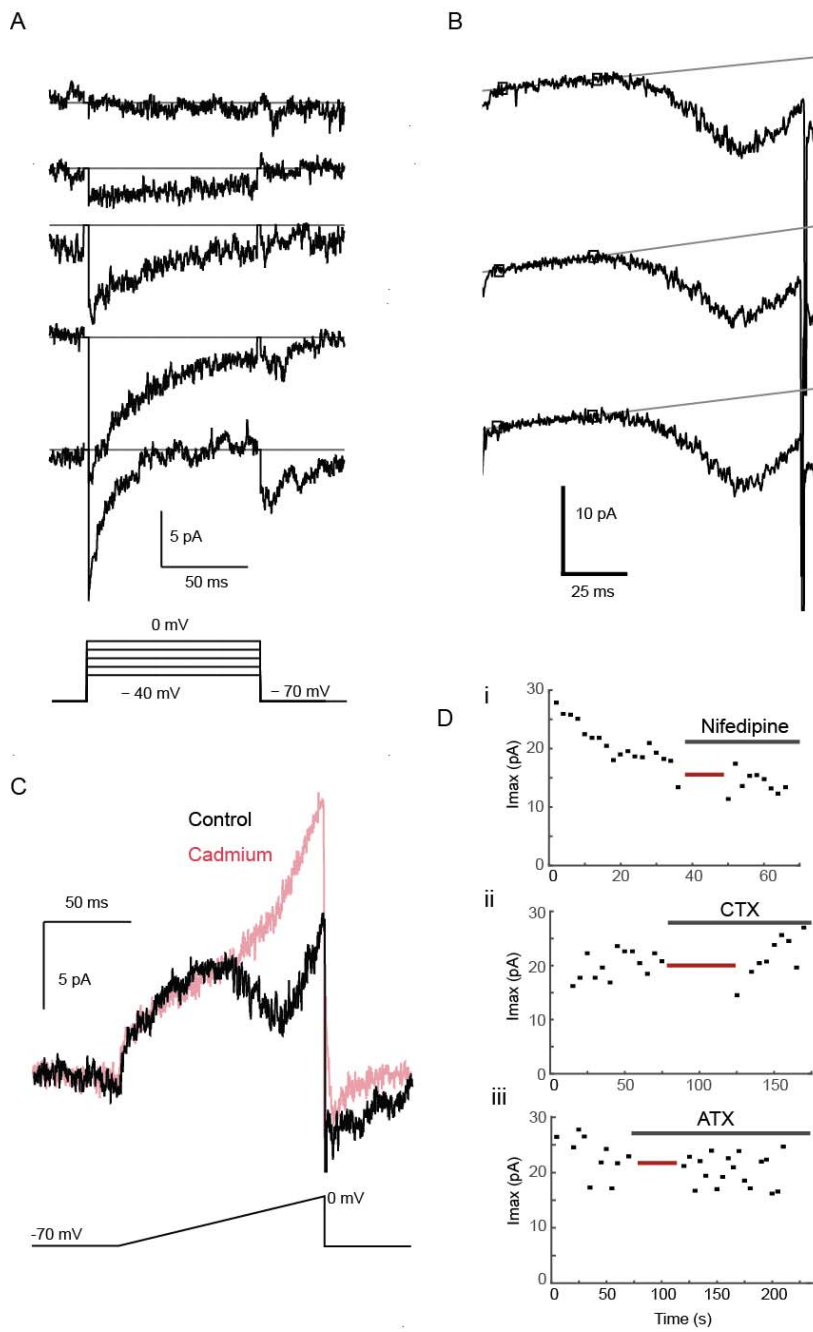 A
5 pA
50 ms
0 mV
– 40 mV
– 70 mV
B
10 pA
25 ms
C
Control
Cadmium
50 ms
5 pA
-70 mV
0 mV
D
i
Nifedipine
Imax (pA)
30
20
10
0
0 20 40 60
ii
CTX
Imax (pA)
30
20
10
0
0 50 100 150
iii
ATX
Imax (pA)
30
20
10
0
0 50 100 150 200
Time (s)